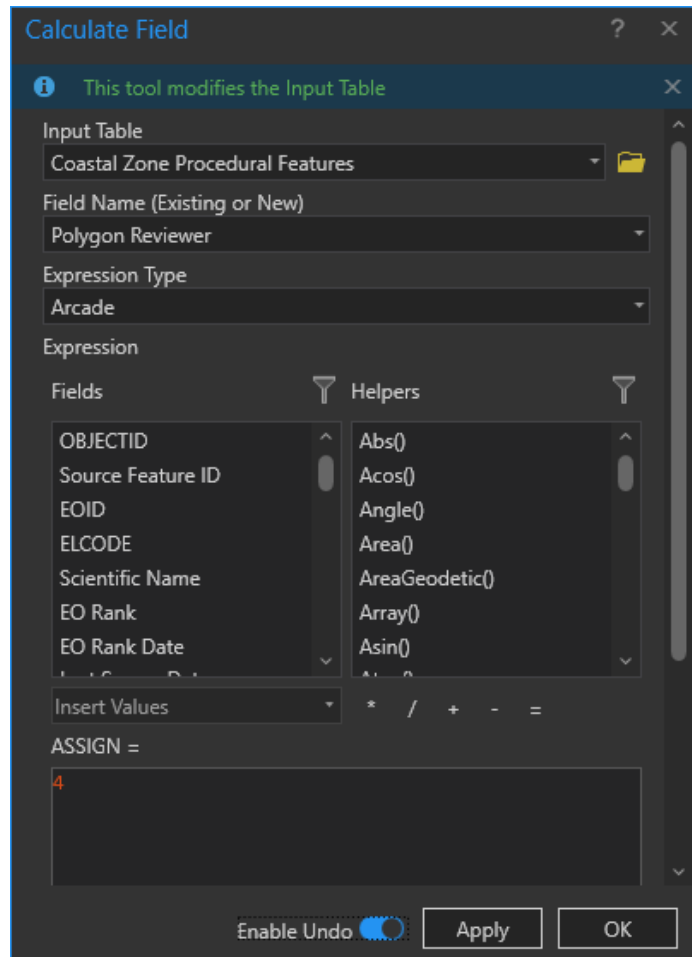 Calculate Field ?
This tool modifies the Input Table
Input Table
Coastal Zone Procedural Features
Field Name (Existing or New)
Polygon Reviewer
Expression Type
Arcade
Expression
Fields
Helpers
OBJECTID
Source Feature ID
EOID
ELCODE
Scientific Name
EO Rank
EO Rank Date
Abs()
Acos()
Angle()
Area()
AreaGeodetic()
Array()
Asin()
Insert Values
* / + - =
ASSIGN =
4
Enable Undo
Apply
OK